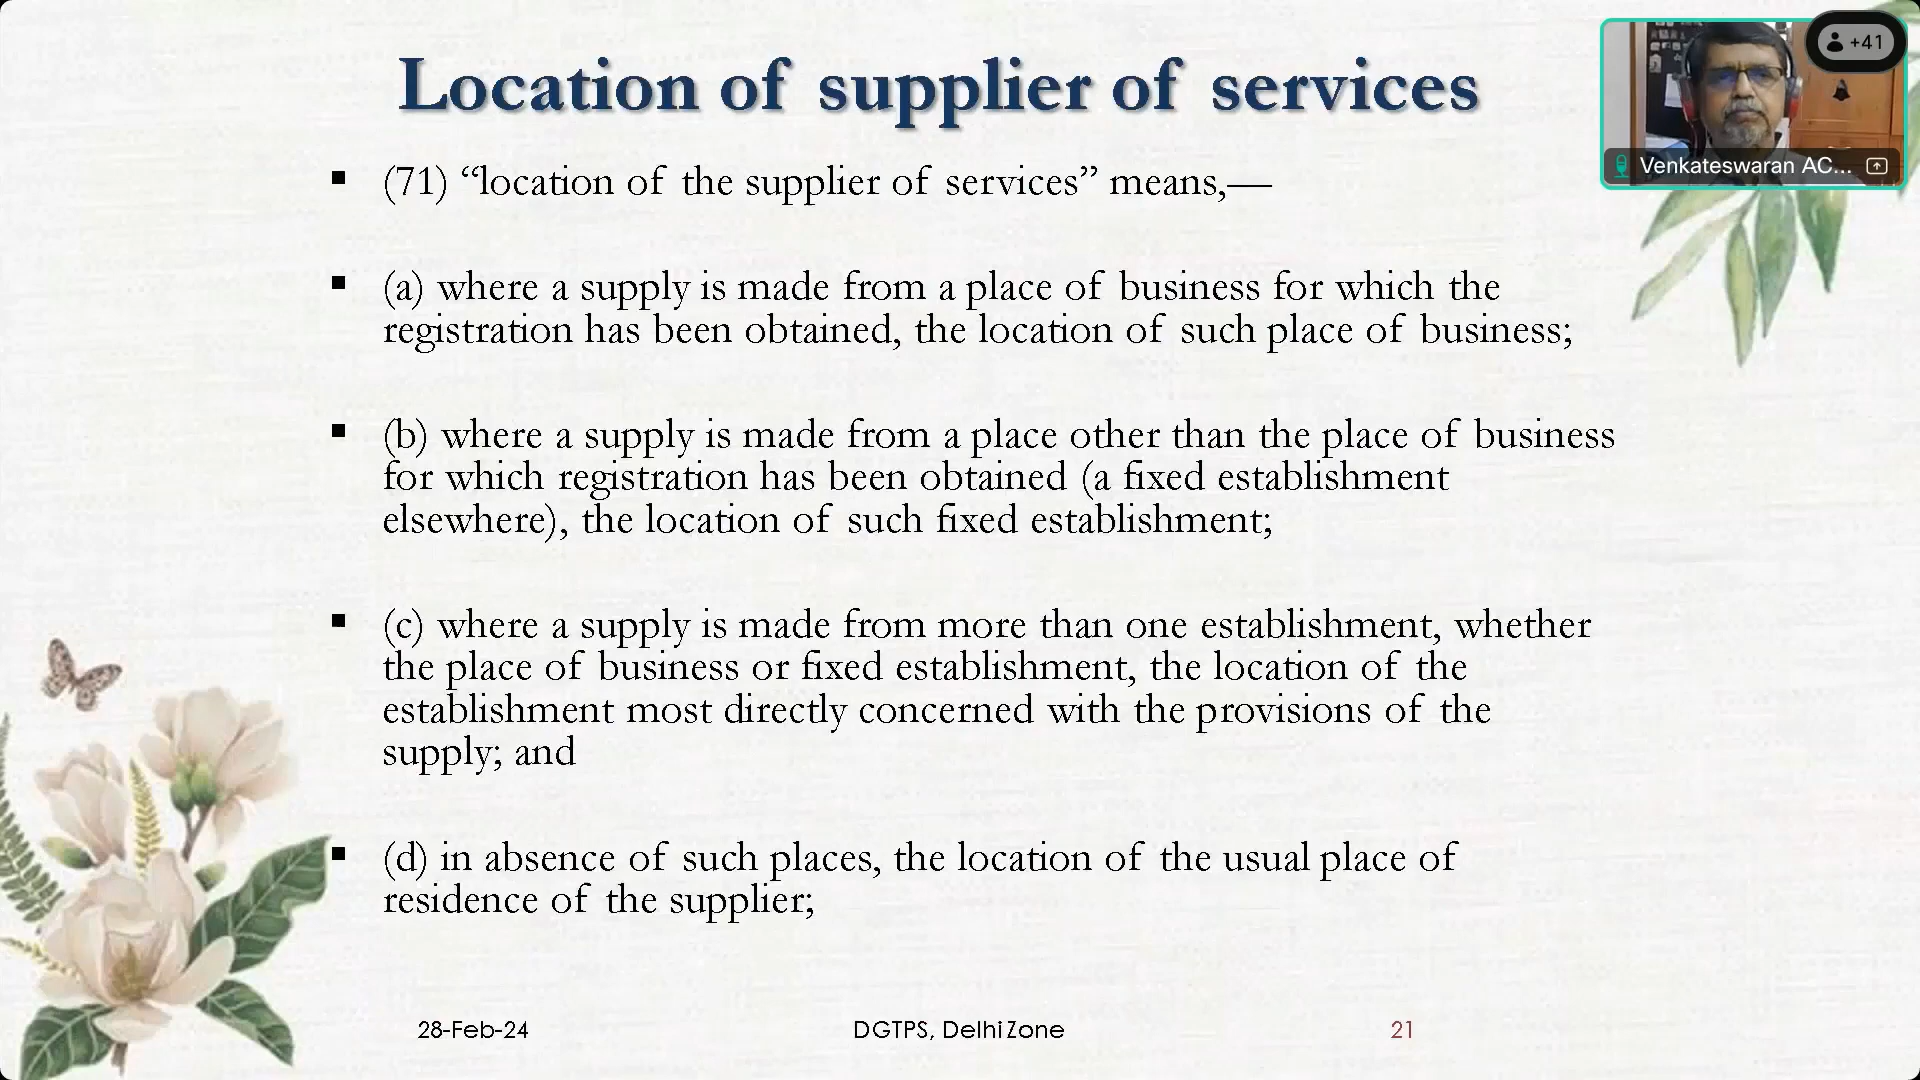 Location of supplier of services
+41
Venkateswaran AC...
▪ (71) “location of the supplier of services” means,—
▪ (a) where a supply is made from a place of business for which the
registration has been obtained, the location of such place of business;
▪ (b) where a supply is made from a place other than the place of business
for which registration has been obtained (a fixed establishment
elsewhere), the location of such fixed establishment;
▪ (c) where a supply is made from more than one establishment, whether
the place of business or fixed establishment, the location of the
establishment most directly concerned with the provisions of the
supply; and
▪ (d) in absence of such places, the location of the usual place of
residence of the supplier;
28-Feb-24
DGTPS, Delhi Zone
21